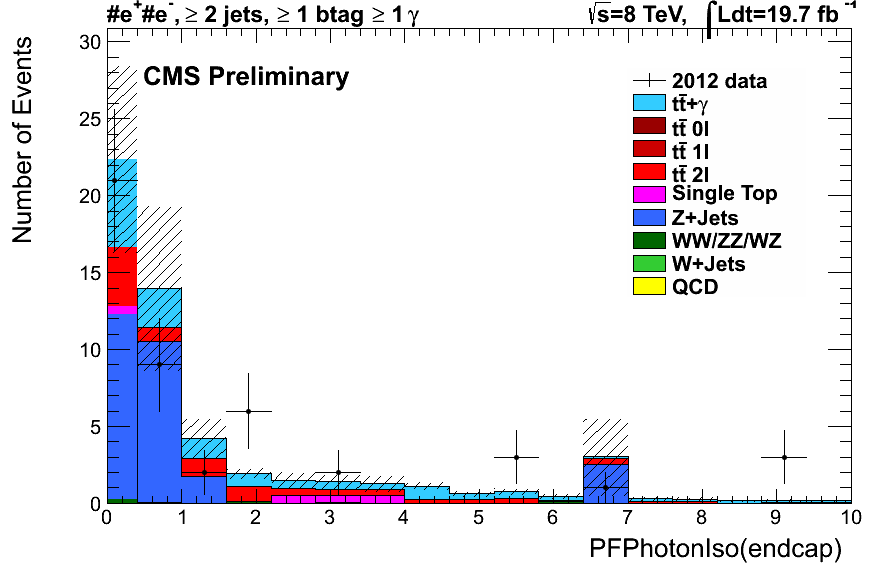 #e⁺#e⁻, ≥ 2 jets, ≥ 1 btag ≥ 1 γ √s=8 TeV, ∫Ldt=19.7 fb⁻¹
CMS Preliminary
2012 data
tt̄+γ
tt̄ 0l
tt̄ 1l
tt̄ 2l
Single Top
Z+Jets
WW/ZZ/WZ
W+Jets
QCD
Number of Events
30
25
20
15
10
5
0
0 1 2 3 4 5 6 7 8 9 10
PFPhotonIso(endcap)